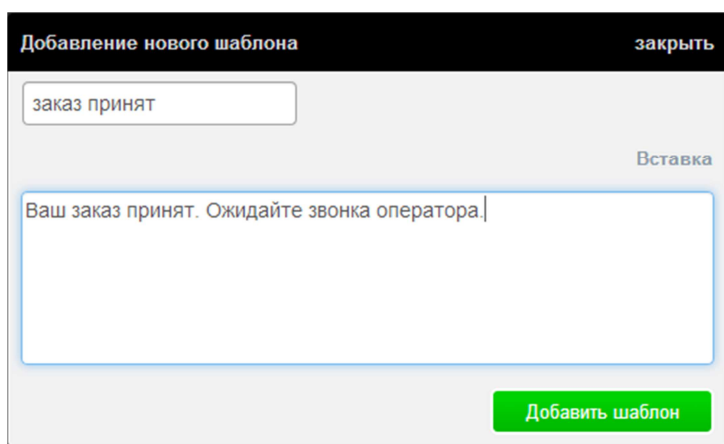 Добавление нового шаблона закрыть
заказ принят
Вставка
Ваш заказ принят. Ожидайте звонка оператора.
Добавить шаблон